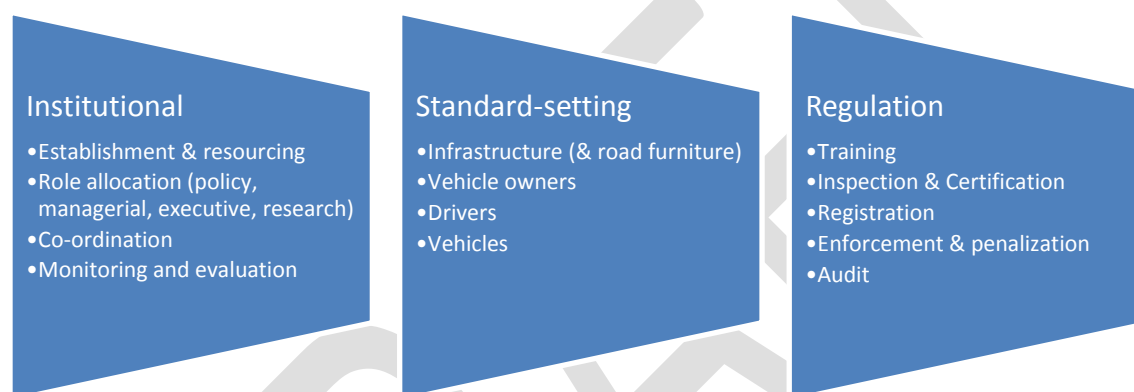 Institutional
•Establishment & resourcing
•Role allocation (policy,
managerial, executive, research)
•Co-ordination
•Monitoring and evaluation
Standard-setting
•Infrastructure (& road furniture)
•Vehicle owners
•Drivers
•Vehicles
Regulation
•Training
•Inspection & Certification
•Registration
•Enforcement & penalization
•Audit